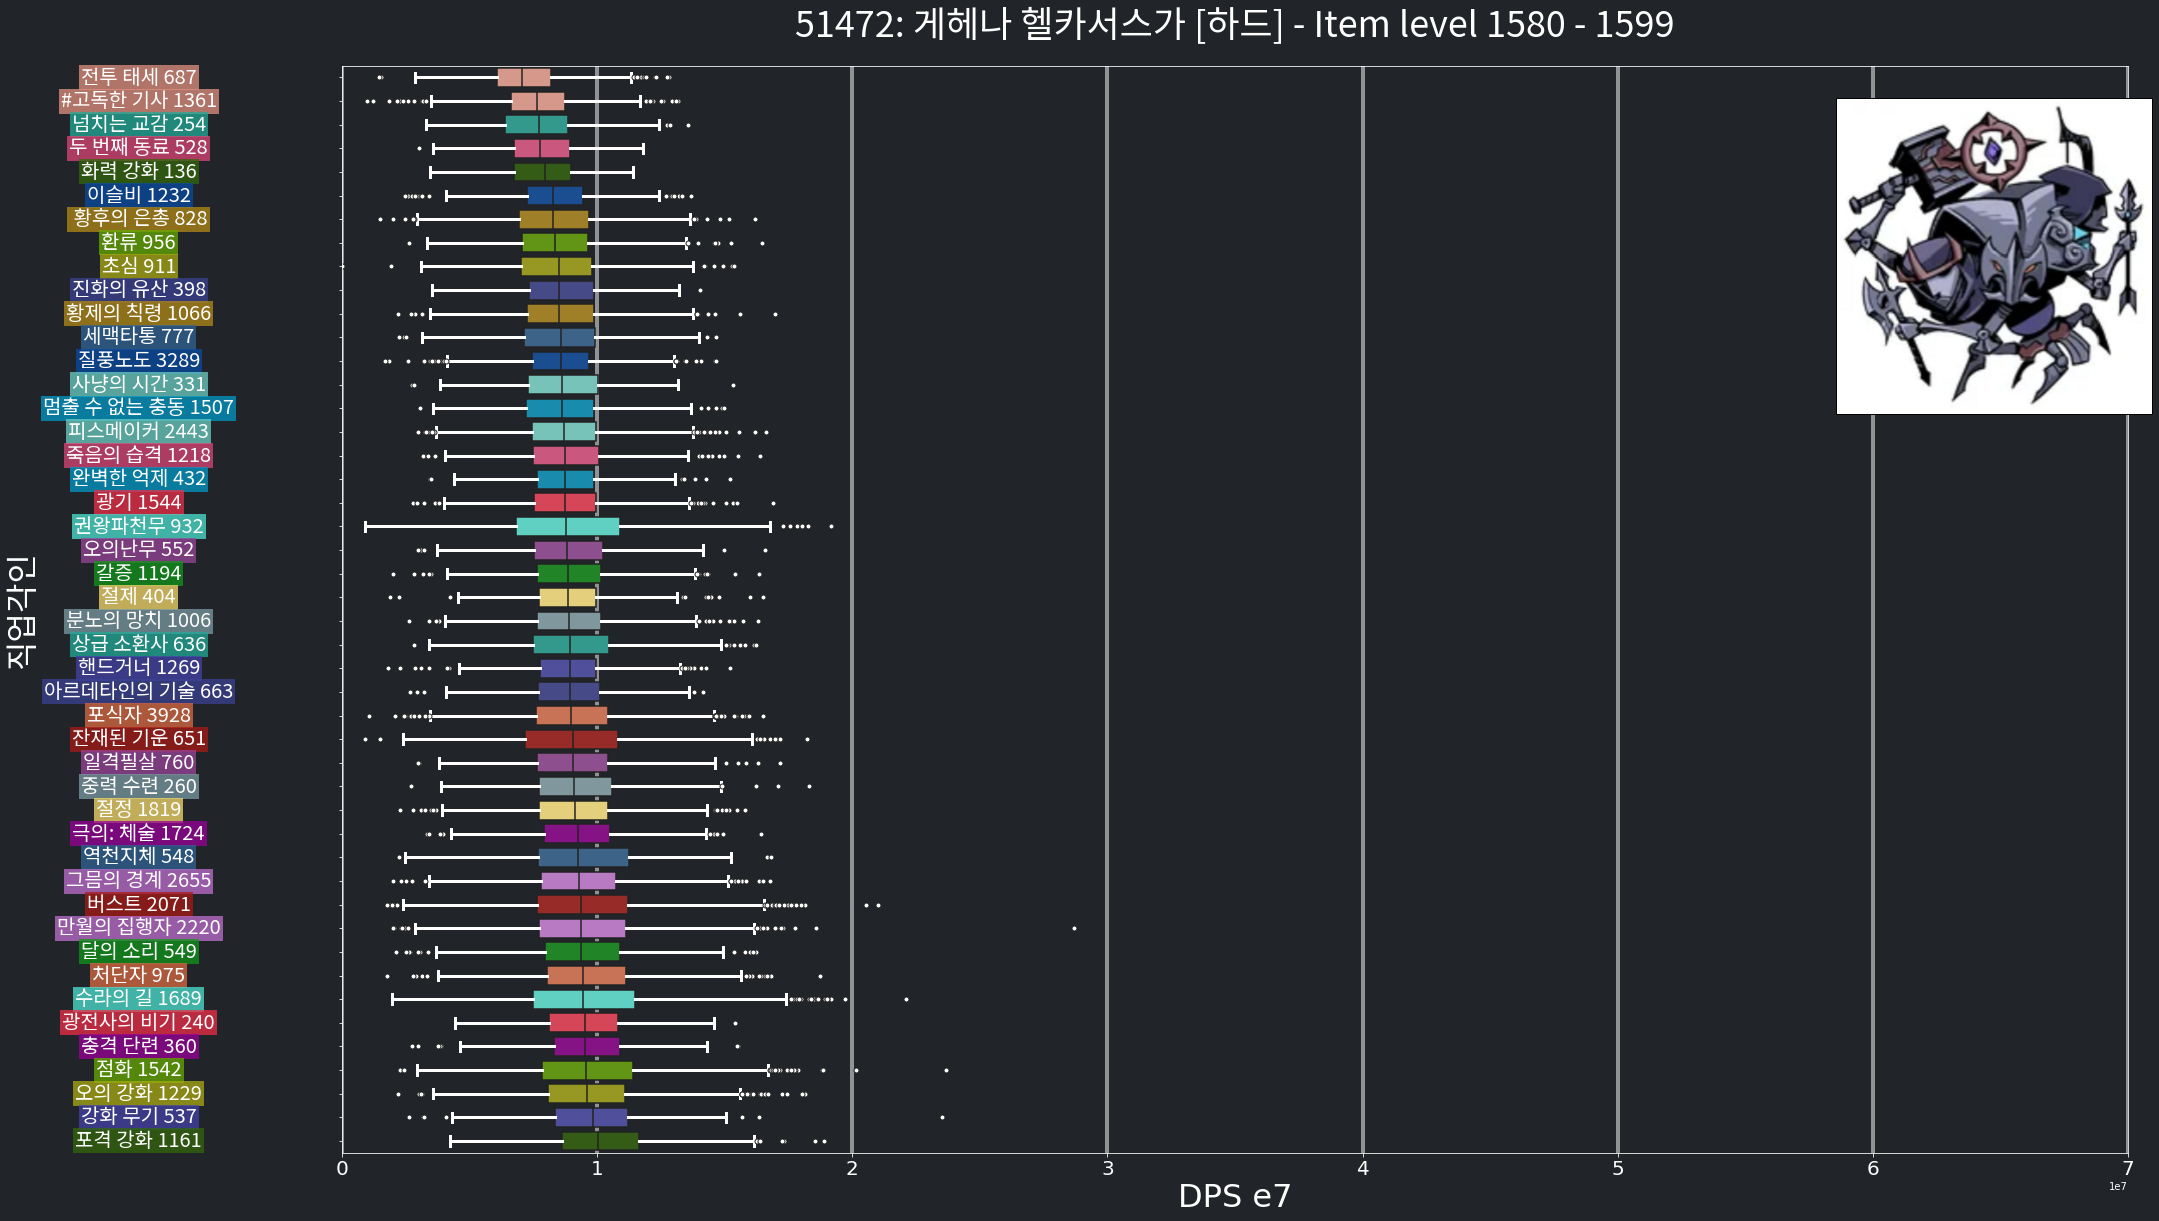 51472: 게헤나 헬카서스가 [하드] - Item level 1580 - 1599
직업각인
전투 태세 687
#고독한 기사 1361
넘치는 교감 254
두 번째 동료 528
화력 강화 136
이슬비 1232
황후의 은총 828
환류 956
초심 911
진화의 유산 398
황제의 칙령 1066
세맥타통 777
질풍노도 3289
사냥의 시간 331
멈출 수 없는 충동 1507
피스메이커 2443
죽음의 습격 1218
완벽한 억제 432
광기 1544
권왕파천무 932
오의난무 552
갈증 1194
절제 404
분노의 망치 1006
상급 소환사 636
핸드거너 1269
아르데타인의 기술 663
포식자 3928
잔재된 기운 651
일격필살 760
중력 수련 260
절정 1819
극의: 체술 1724
역천지체 548
그믐의 경계 2655
버스트 2071
만월의 집행자 2220
달의 소리 549
처단자 975
수라의 길 1689
광전사의 비기 240
충격 단련 360
점화 1542
오의 강화 1229
강화 무기 537
포격 강화 1161
0 1 2 3 4 5 6 7
DPS e7
1e7